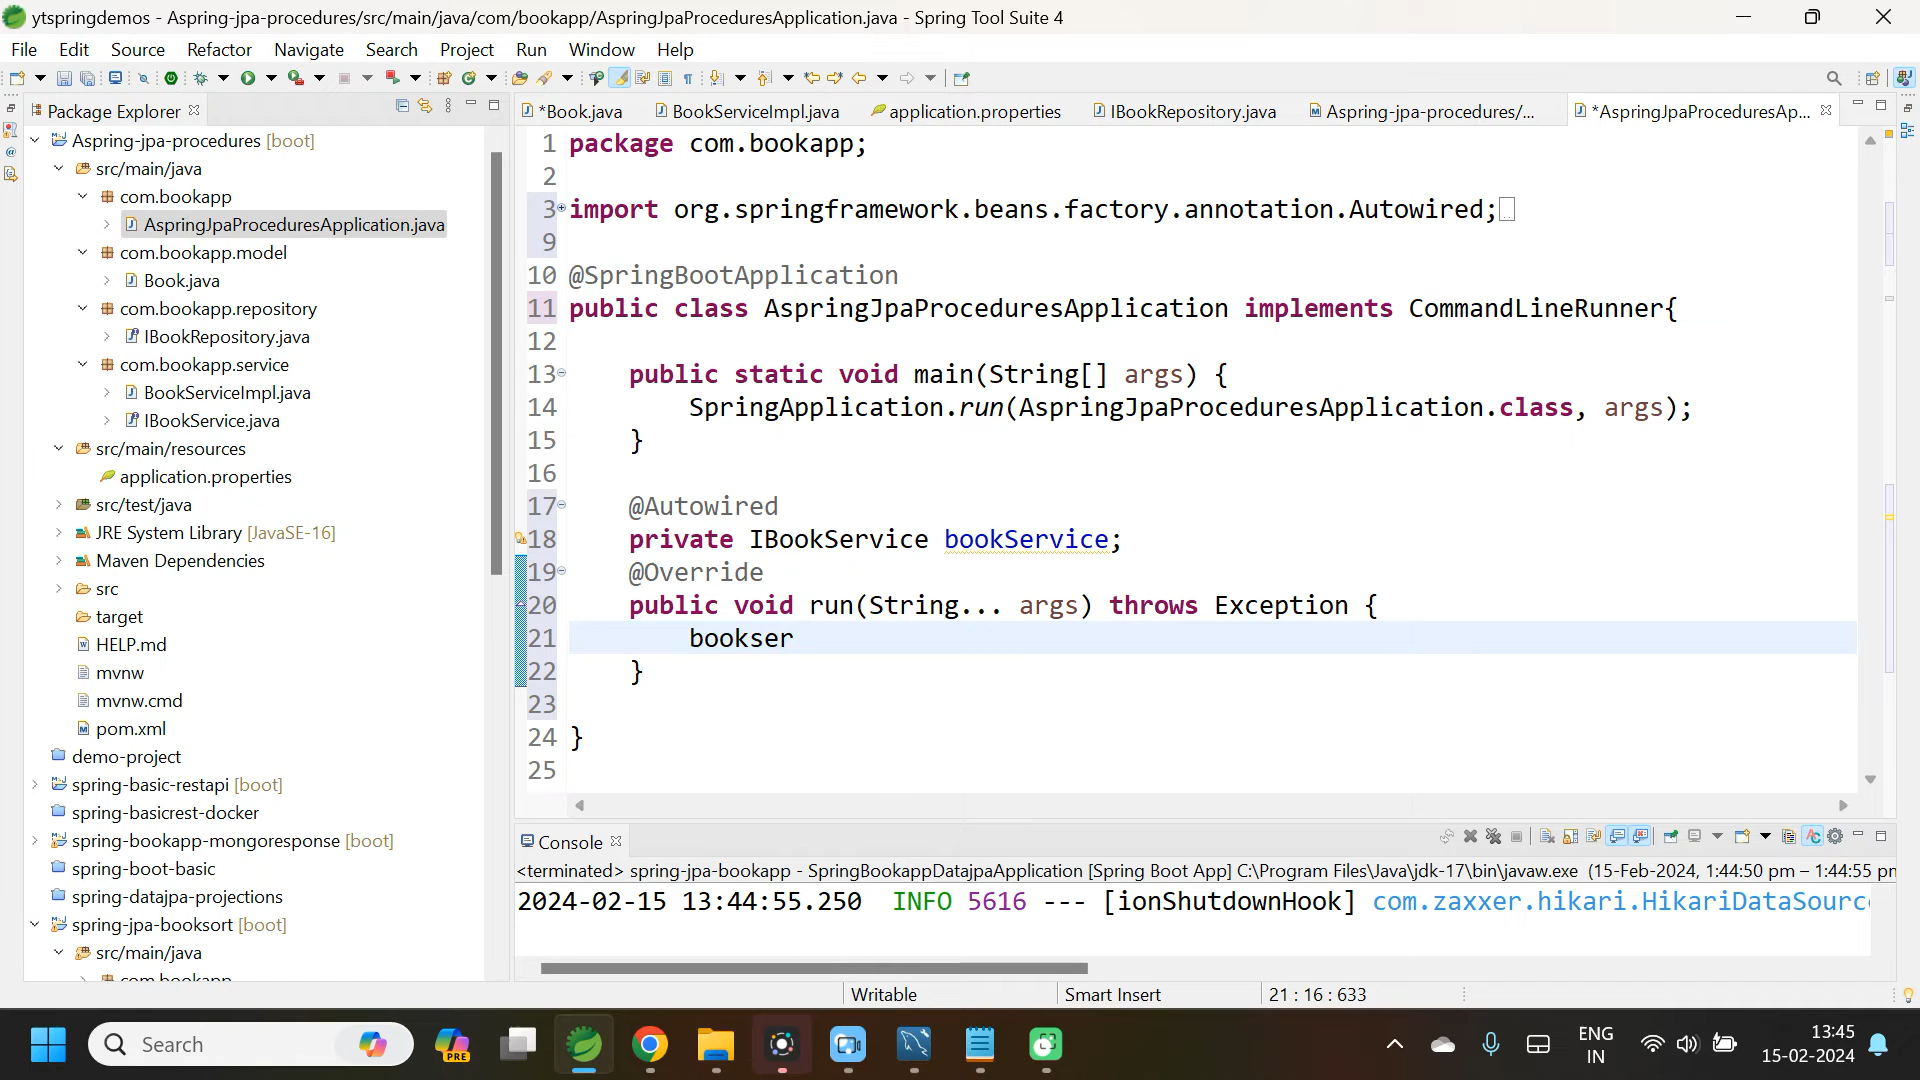 ytspringdemos - Aspring-jpa-procedures/src/main/java/com/bookapp/AspringJpaProceduresApplication.java - Spring Tool Suite 4
File Edit Source Refactor Navigate Search Project Run Window Help
Package Explorer
*Book.java BookServiceImpl.java application.properties IBookRepository.java Aspring-jpa-procedures/... *AspringJpaProceduresAp...
Aspring-jpa-procedures [boot]
src/main/java
com.bookapp
AspringJpaProceduresApplication.java
com.bookapp.model
Book.java
com.bookapp.repository
IBookRepository.java
com.bookapp.service
BookServiceImpl.java
IBookService.java
src/main/resources
application.properties
src/test/java
JRE System Library [JavaSE-16]
Maven Dependencies
src
target
HELP.md
mvnw
mvnw.cmd
pom.xml
demo-project
spring-basic-restapi [boot]
spring-basicrest-docker
spring-bookapp-mongoresponse [boot]
spring-boot-basic
spring-datajpa-projections
spring-jpa-booksort [boot]
src/main/java
com.bookapp
1 package com.bookapp;
2
3 import org.springframework.beans.factory.annotation.Autowired;
9
10 @SpringBootApplication
11 public class AspringJpaProceduresApplication implements CommandLineRunner{
12
13 public static void main(String[] args) {
14 SpringApplication.run(AspringJpaProceduresApplication.class, args);
15 }
16
17 @Autowired
18 private IBookService bookService;
19 @Override
20 public void run(String... args) throws Exception {
21 bookser
22 }
23
24 }
25
Console
<terminated> spring-jpa-bookapp - SpringBookappDatajpaApplication [Spring Boot App] C:\Program Files\Java\jdk-17\bin\javaw.exe (15-Feb-2024, 1:44:50 pm – 1:44:55 pm
2024-02-15 13:44:55.250 INFO 5616 --- [ionShutdownHook] com.zaxxer.hikari.HikariDataSource
Writable Smart Insert 21 : 16 : 633
Search
PRE
ENG
IN
13:45
15-02-2024